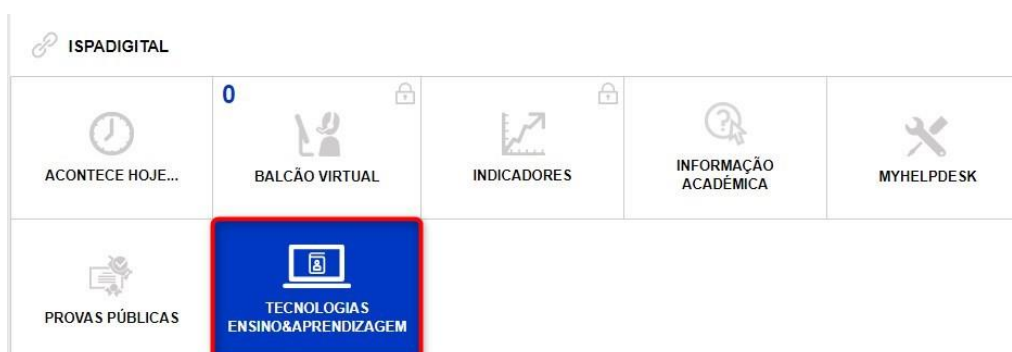 ISPADIGITAL
ACONTECE HOJE...
0
BALCÃO VIRTUAL
INDICADORES
INFORMAÇÃO
ACADÉMICA
MYHELPDESK
PROVAS PÚBLICAS
TECNOLOGIAS
ENSINO&APRENDIZAGEM